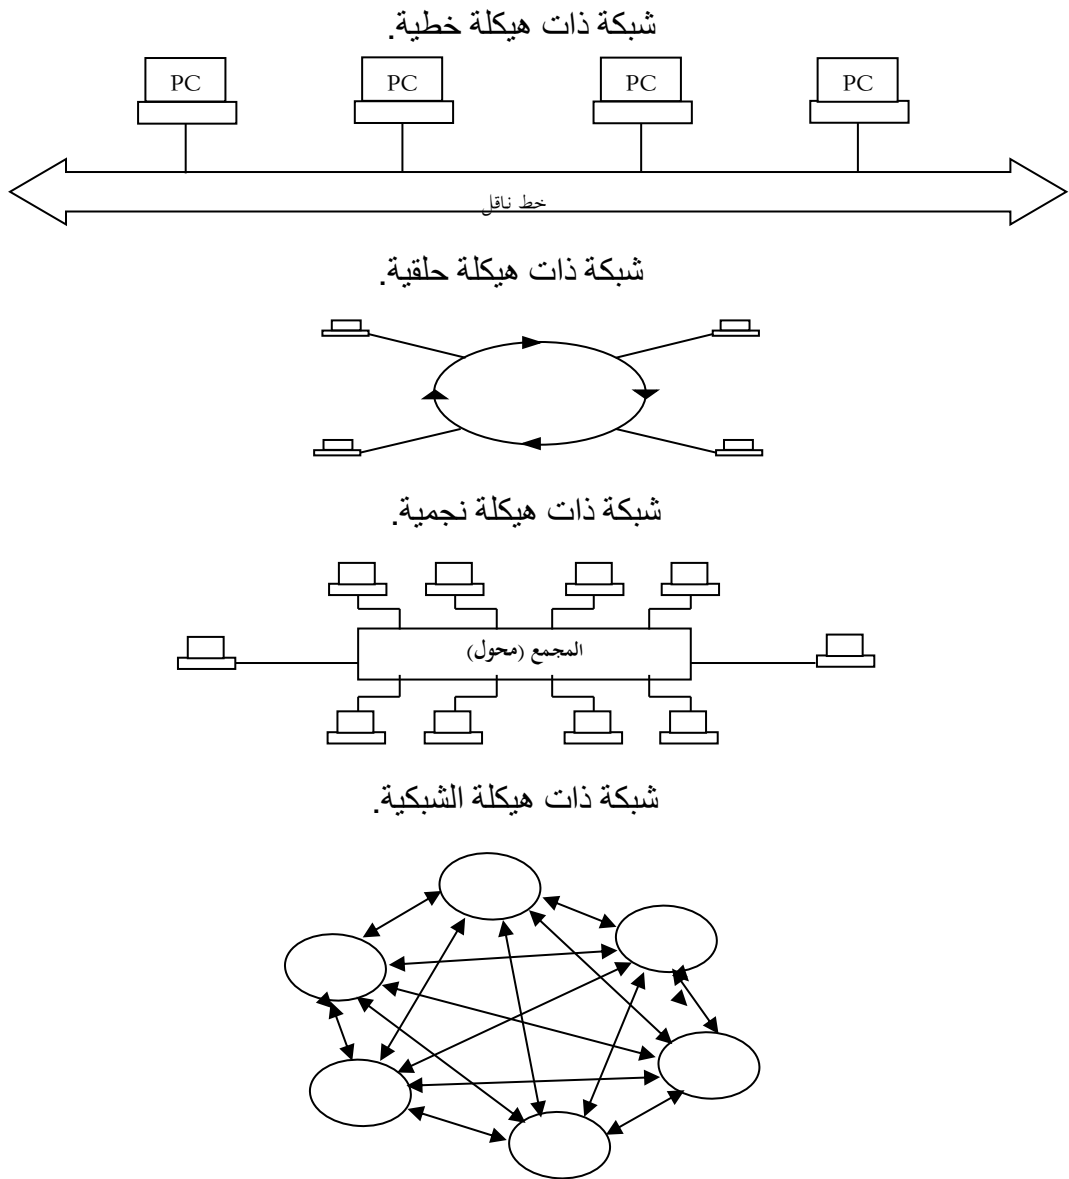 شبكة ذات هيكلة خطية.
PC
PC
PC
PC
خط ناقل
شبكة ذات هيكلة حلقية.
شبكة ذات هيكلة نجمية.
المجمع (محول)
شبكة ذات هيكلة الشبكية.